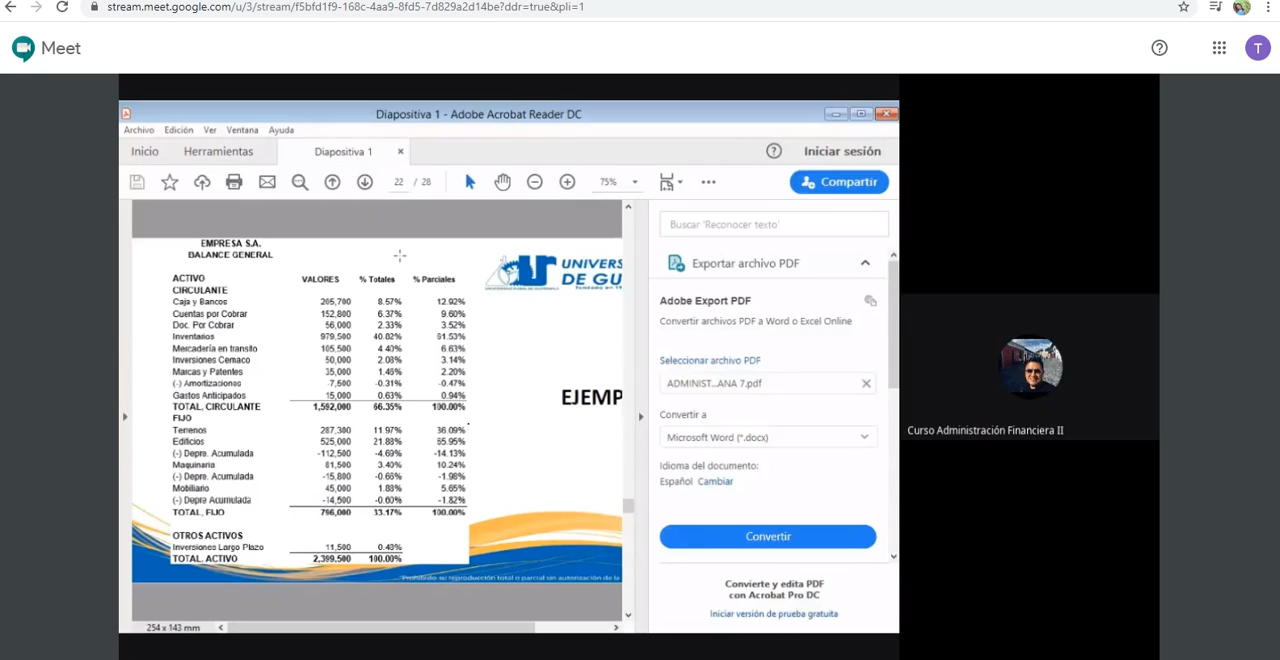 stream.meet.google.com/u/3/stream/f5bfd1f9-168c-4aa9-8fd5-7d829a2d14be?ddr=true&pli=1
Meet
T
Diapositiva 1 - Adobe Acrobat Reader DC
Archivo Edición Ver Ventana Ayuda
Inicio Herramientas Diapositiva 1 × Iniciar sesión
22 / 28 75% Compartir
EMPRESA S.A.
BALANCE GENERAL
UNIVERS
DE GU
ACTIVO VALORES % Totales % Parciales
CIRCULANTE
Caja y Bancos 205,700 8.57% 12.92%
Cuentas por Cobrar 152,800 6.37% 9.60%
Doc. Por Cobrar 56,000 2.33% 3.52%
Inventarios 979,500 40.82% 61.53%
Mercadería en transito 105,500 4.40% 6.63%
Inversiones Cemaco 50,000 2.08% 3.14%
Marcas y Patentes 35,000 1.46% 2.20%
(-) Amortizaciones -7,500 -0.31% -0.47%
Gastos Anticipados 15,000 0.63% 0.94%
TOTAL, CIRCULANTE 1,592,000 66.35% 100.00%
FIJO
Terrenos 287,300 11.97% 36.09%
Edificios 525,000 21.88% 65.95%
(-) Depre. Acumulada -112,500 -4.69% -14.13%
Maquinaria 81,500 3.40% 10.24%
(-) Depre. Acumulada -15,800 -0.66% -1.98%
Mobiliario 45,000 1.88% 5.65%
(-) Depre Acumulada -14,500 -0.60% -1.82%
TOTAL, FIJO 796,000 33.17% 100.00%
OTROS ACTIVOS
Inversiones Largo Plazo 11,500 0.48%
TOTAL, ACTIVO 2,399,500 100.00%
EJEMP
Prohibido su reproducción total o parcial sin autorización de la
254 x 143 mm
Buscar 'Reconocer texto'
Exportar archivo PDF
Adobe Export PDF
Convertir archivos PDF a Word o Excel Online
Seleccionar archivo PDF
ADMINIST...ANA 7.pdf
Convertir a
Microsoft Word (*.docx)
Idioma del documento:
Español Cambiar
Convertir
Convierte y edita PDF
con Acrobat Pro DC
Iniciar versión de prueba gratuita
Curso Administración Financiera II